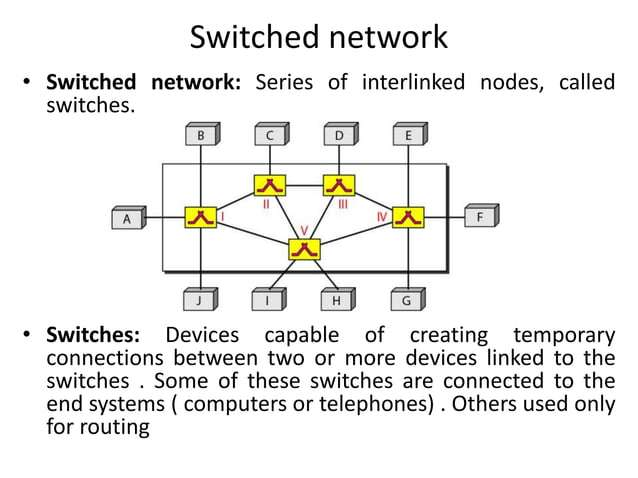 Switched network
• Switched network: Series of interlinked nodes, called
switches.
B C D E
II III
A I IV F
V
J I H G
• Switches: Devices capable of creating temporary
connections between two or more devices linked to the
switches . Some of these switches are connected to the
end systems ( computers or telephones) . Others used only
for routing